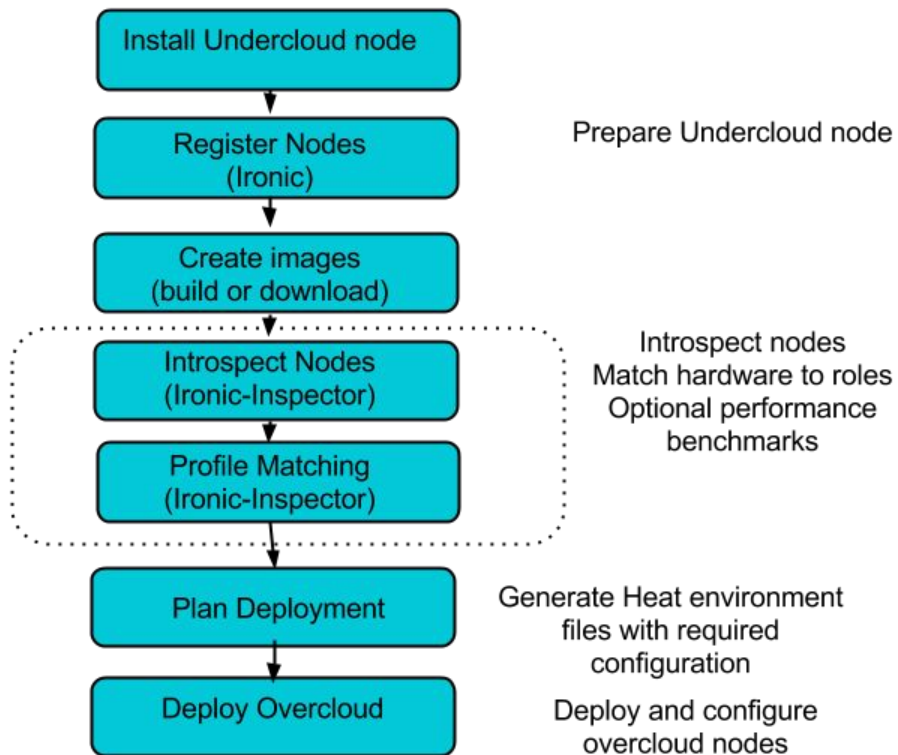 Install Undercloud node
Register Nodes
(Ironic)
Prepare Undercloud node
Create images
(build or download)
Introspect Nodes
(Ironic-Inspector)
Profile Matching
(Ironic-Inspector)
Introspect nodes
Match hardware to roles
Optional performance
benchmarks
Plan Deployment
Generate Heat environment
files with required
configuration
Deploy Overcloud
Deploy and configure
overcloud nodes